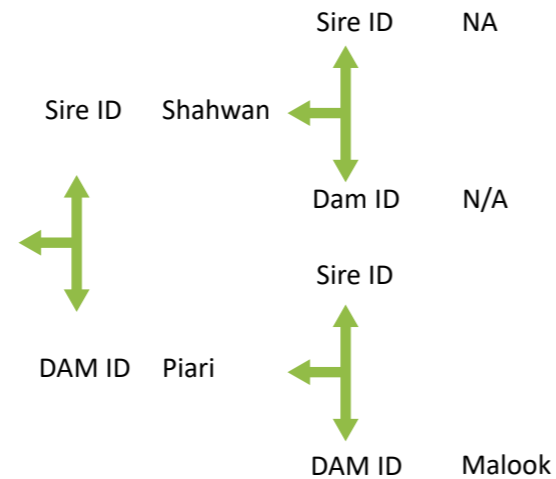 Sire ID NA
Sire ID Shahwan
Dam ID N/A
Sire ID
DAM ID Piari
DAM ID Malook